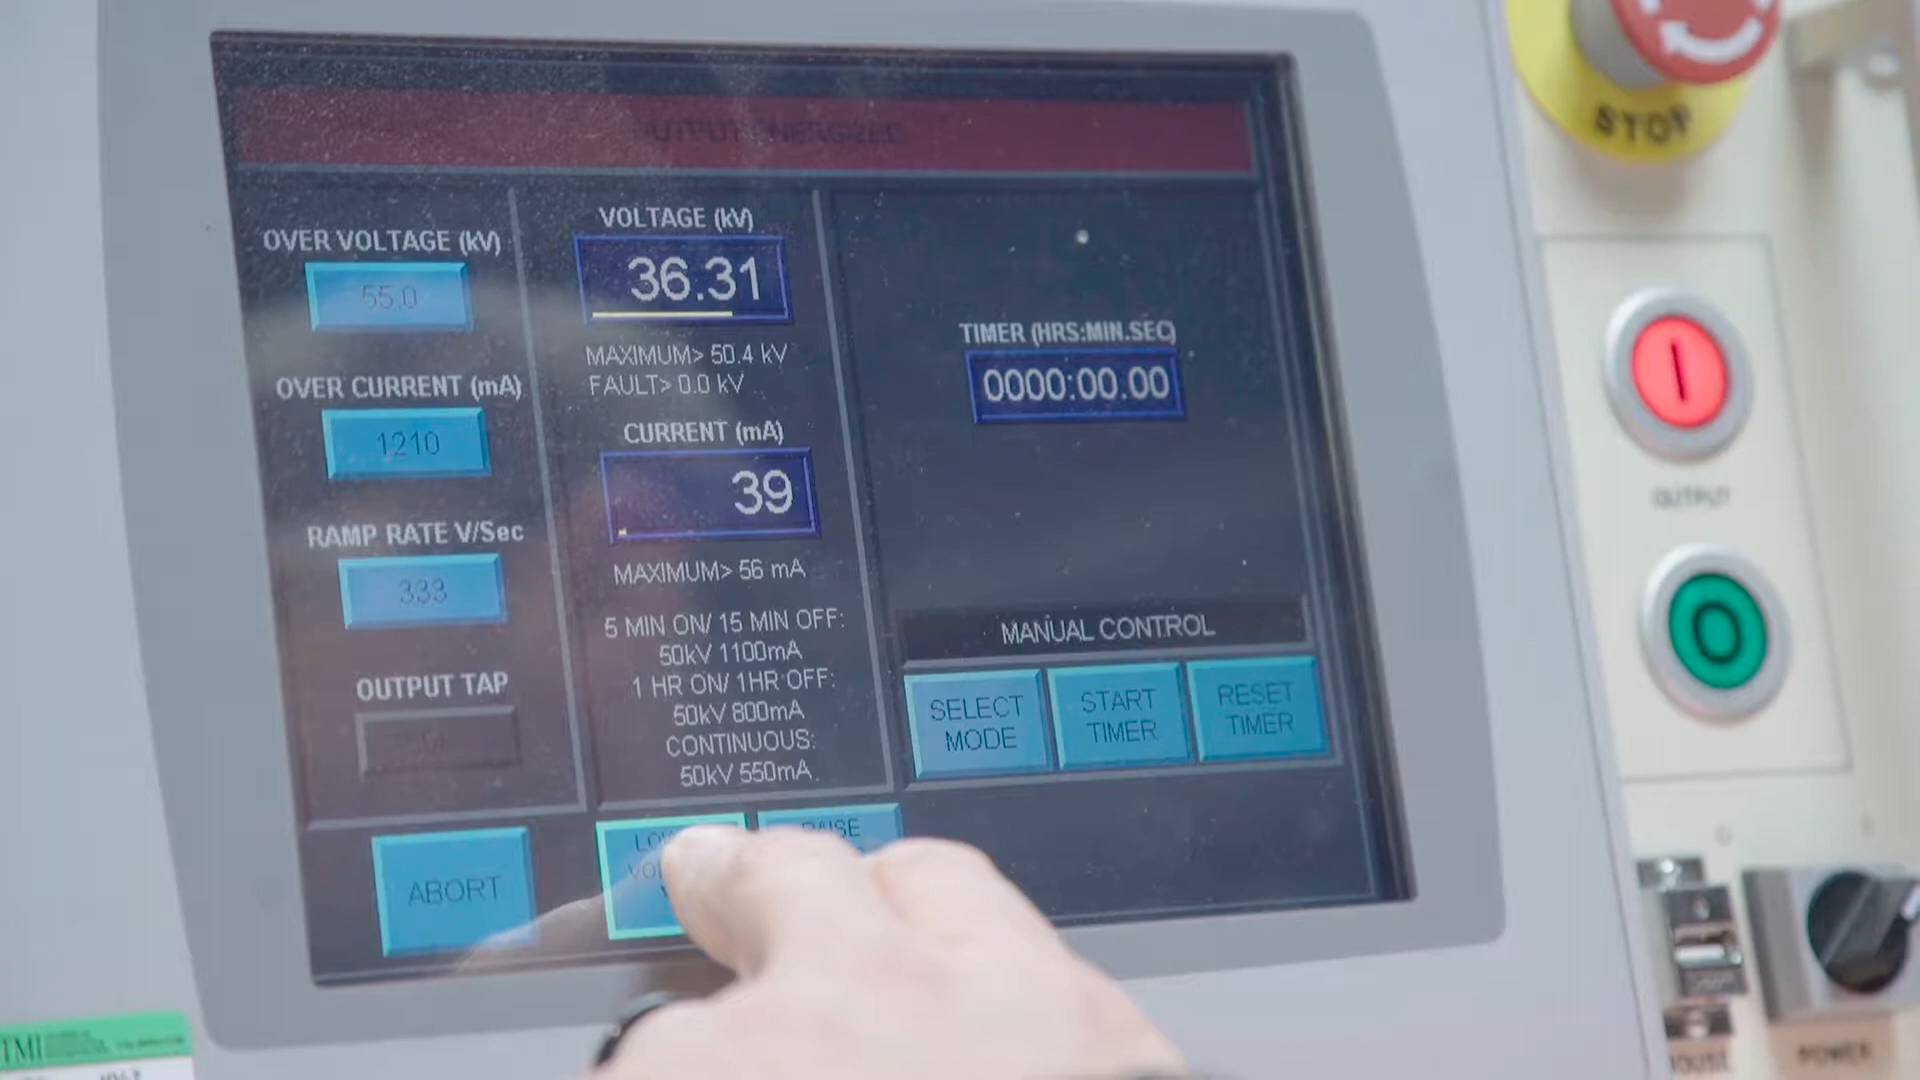 OUTPUT ENERGIZED
OVER VOLTAGE (kV)
55.0
OVER CURRENT (mA)
1210
RAMP RATE V/Sec
333
OUTPUT TAP
ABORT
VOLTAGE (kV)
36.31
MAXIMUM> 50.4 kV
FAULT> 0.0 kV
CURRENT (mA)
39
MAXIMUM> 56 mA
5 MIN ON/ 15 MIN OFF:
50kV 1100mA
1 HR ON/ 1HR OFF:
50kV 800mA
CONTINUOUS:
50kV 550mA
RAISE
TIMER (HRS:MIN.SEC)
0000:00.00
MANUAL CONTROL
SELECT
MODE
START
TIMER
RESET
TIMER
STOP
OUTPUT
POWER
TMI